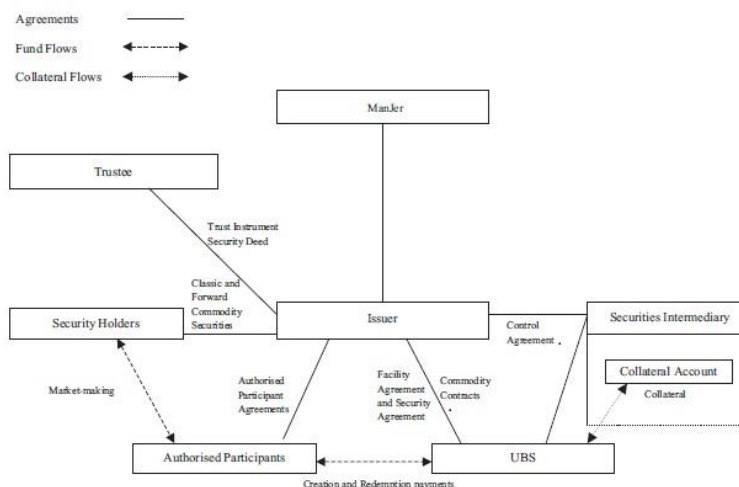 Agreements
Fund Flows
Collateral Flows
ManJer
Trustee
Trust Instrument
Security Deed
Classic and
Forward
Commodity
Securities
Security Holders
Issuer
Securities Intermediary
Control
Agreement
Collateral Account
Collateral
Market-making
Authorised
Participant
Agreements
Facility
Agreement
and Security
Agreement
Commodity
Contracts
Authorised Participants
UBS
Creation and Redemption payments